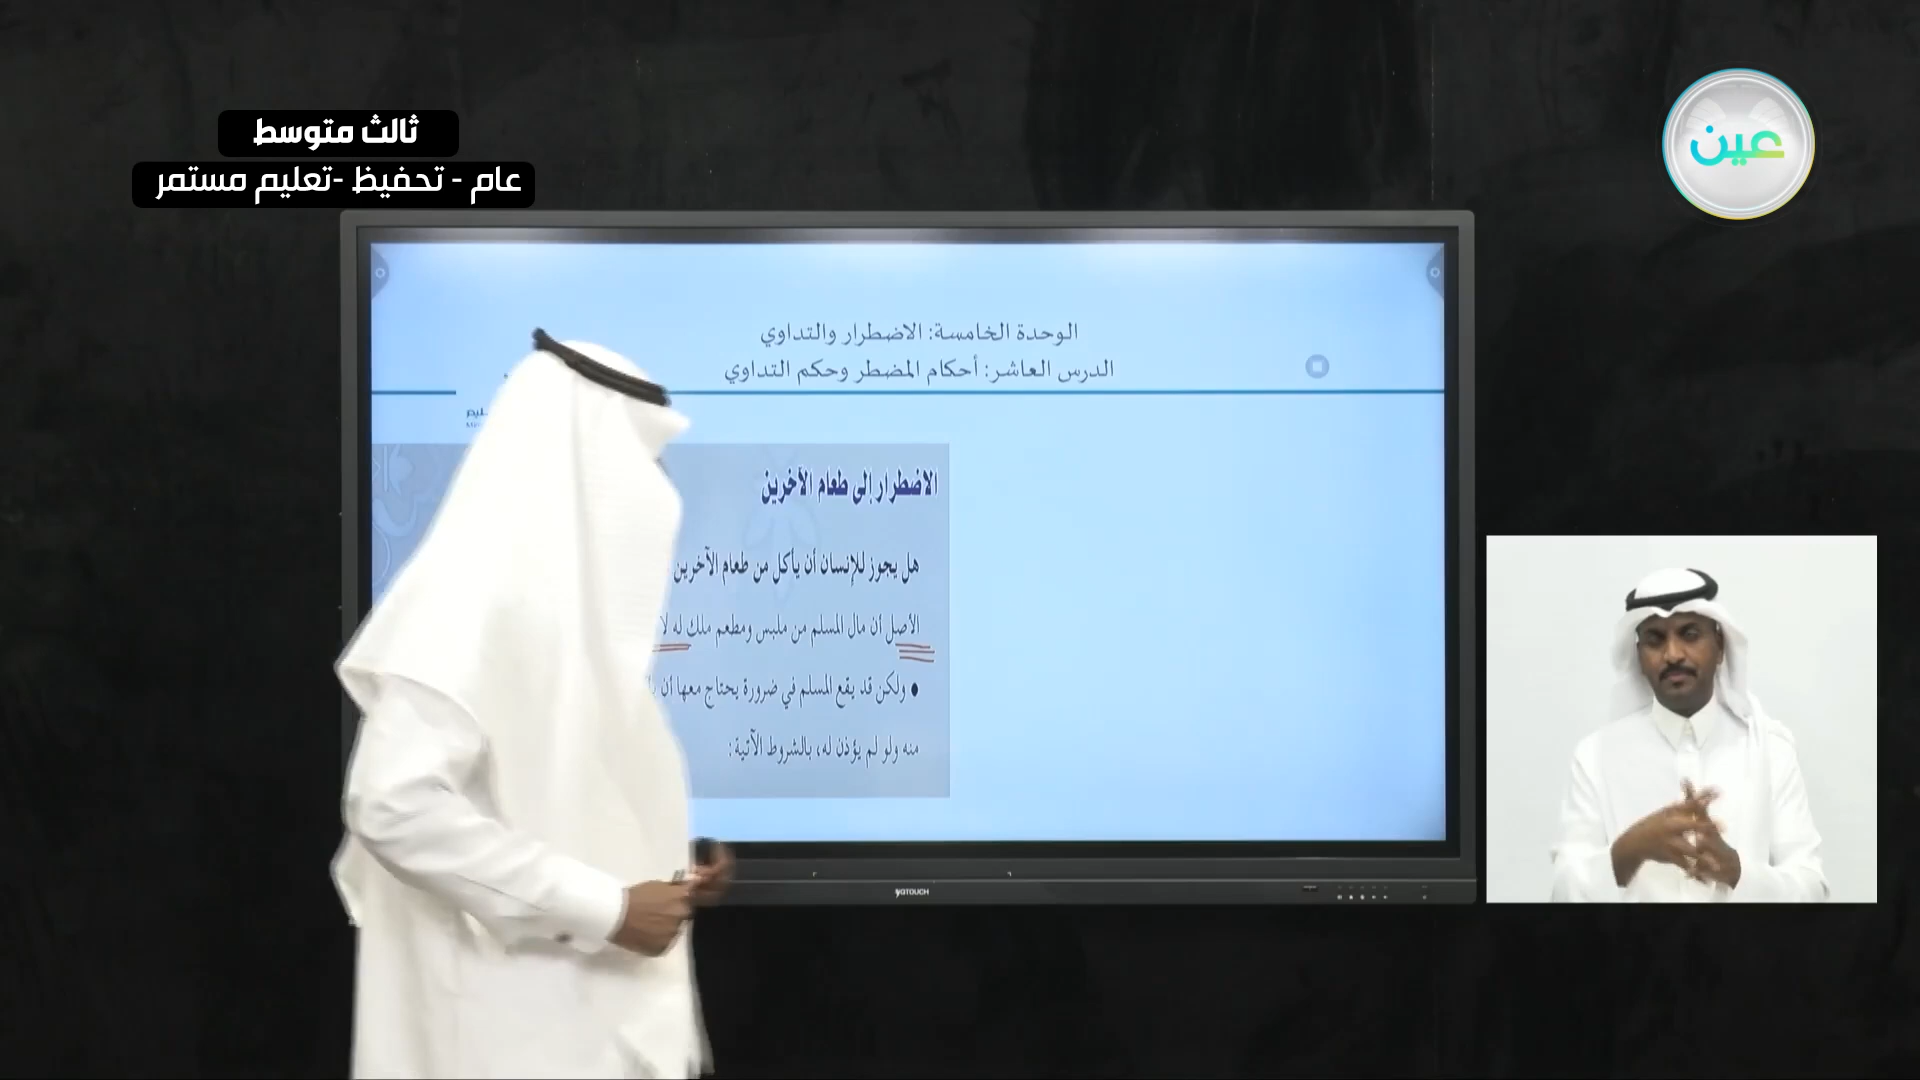 ثالث متوسط
عام - تحفيظ -تعليم مستمر
عين
الوحدة الخامسة: الاضطرار والتداوي
الدرس العاشر: أحكام المضطر وحكم التداوي
الاضطرار إلى طعام الآخرين
هل يجوز للإنسان أن يأكل من طعام الآخرين
الأصل أن مال المسلم من ملبس ومطعم ملك له لا
● ولكن قد يقع المسلم في ضرورة يحتاج معها أن
منه ولو لم يؤذن له، بالشروط الآتية:
YQTOUCH